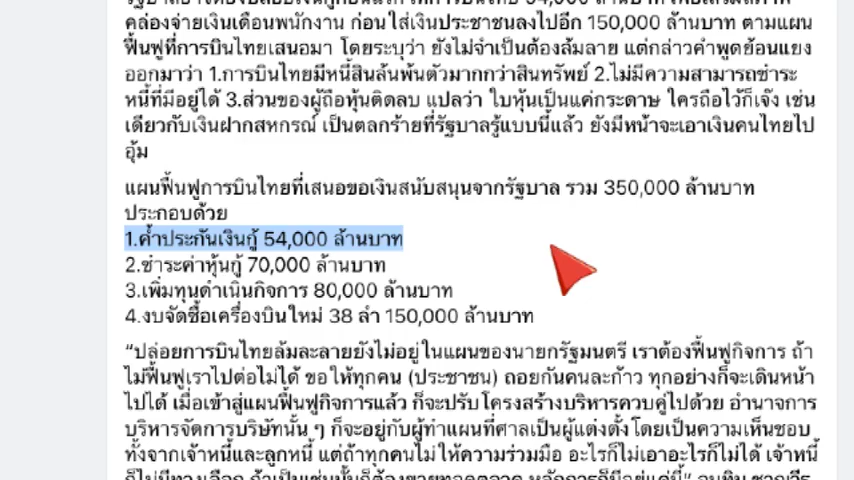 คล่องจ่ายเงินเดือนพนักงาน ก่อนใส่เงินประชาชนลงไปอีก 150,000 ล้านบาท ตามแผน
ฟื้นฟูที่การบินไทยเสนอมา โดยระบุว่า ยังไม่จำเป็นต้องล้มลาย แต่กล่าวคำพูดย้อนแยง
ออกมาว่า 1.การบินไทยมีหนี้สินล้นพ้นตัวมากกว่าสินทรัพย์ 2.ไม่มีความสามารถชำระ
หนี้ที่มีอยู่ได้ 3.ส่วนของผู้ถือหุ้นติดลบ แปลว่า ใบหุ้นเป็นแค่กระดาษ ใครถือไว้ก็เจ๊ง เช่น
เดียวกับเงินฝากสหกรณ์ เป็นตลกร้ายที่รัฐบาลรู้แบบนี้แล้ว ยังมีหน้าจะเอาเงินคนไทยไป
อุ้ม
แผนฟื้นฟูการบินไทยที่เสนอขอเงินสนับสนุนจากรัฐบาล รวม 350,000 ล้านบาท
ประกอบด้วย
1.ค้ำประกันเงินกู้ 54,000 ล้านบาท
2.ชำระค่าหุ้นกู้ 70,000 ล้านบาท
3.เพิ่มทุนดำเนินกิจการ 80,000 ล้านบาท
4.งบจัดซื้อเครื่องบินใหม่ 38 ลำ 150,000 ล้านบาท
“ปล่อยการบินไทยล้มละลายยังไม่อยู่ในแผนของนายกรัฐมนตรี เราต้องฟื้นฟูกิจการ ถ้า
ไม่ฟื้นฟูเราไปต่อไม่ได้ ขอให้ทุกคน (ประชาชน) ถอยกันคนละก้าว ทุกอย่างก็จะเดินหน้า
ไปได้ เมื่อเข้าสู่แผนฟื้นฟูกิจการแล้ว ก็จะปรับโครงสร้างบริหารควบคู่ไปด้วย อำนาจการ
บริหารจัดการบริษัทนั้น ๆ ก็จะอยู่กับผู้ทำแผนที่ศาลเป็นผู้แต่งตั้ง โดยเป็นความเห็นชอบ
ทั้งจากเจ้าหนี้และลูกหนี้ แต่ถ้าทุกคนไม่ให้ความร่วมมือ อะไรก็ไม่เอาอะไรก็ไม่ได้ เจ้าหนี้